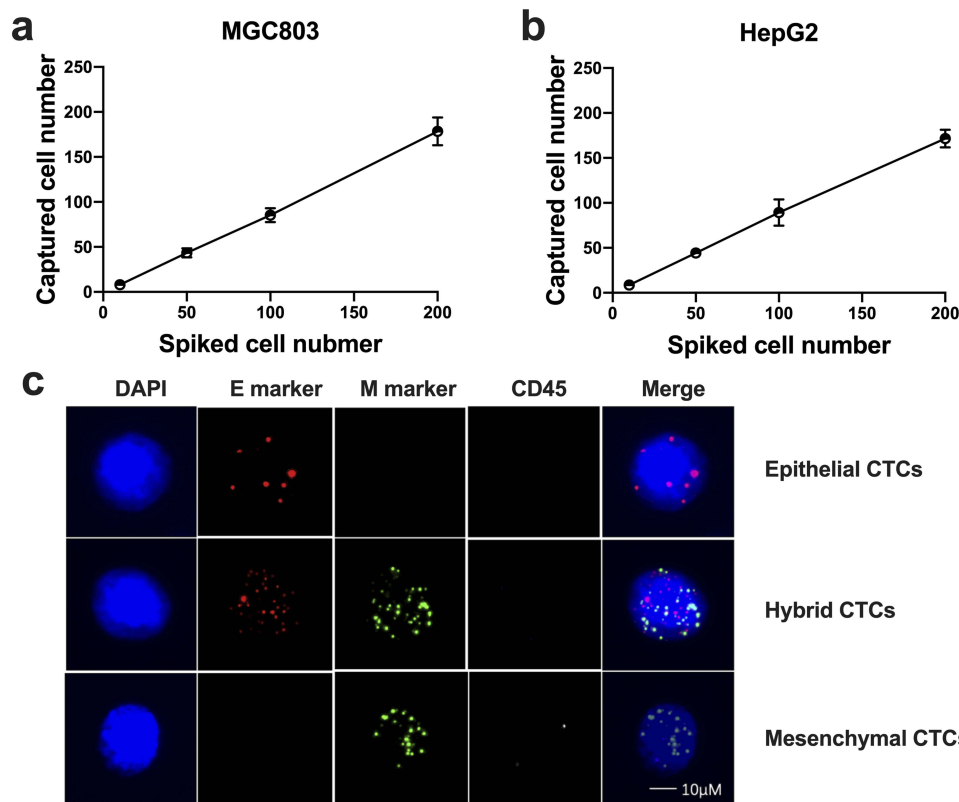 a
MGC803
Captured cell number
250
200
150
100
50
0
0 50 100 150 200
Spiked cell nubmer
b
HepG2
Captured cell number
250
200
150
100
50
0
0 50 100 150 200
Spiked cell number
c
DAPI E marker M marker CD45 Merge
Epithelial CTCs
Hybrid CTCs
Mesenchymal CTCs
10μM